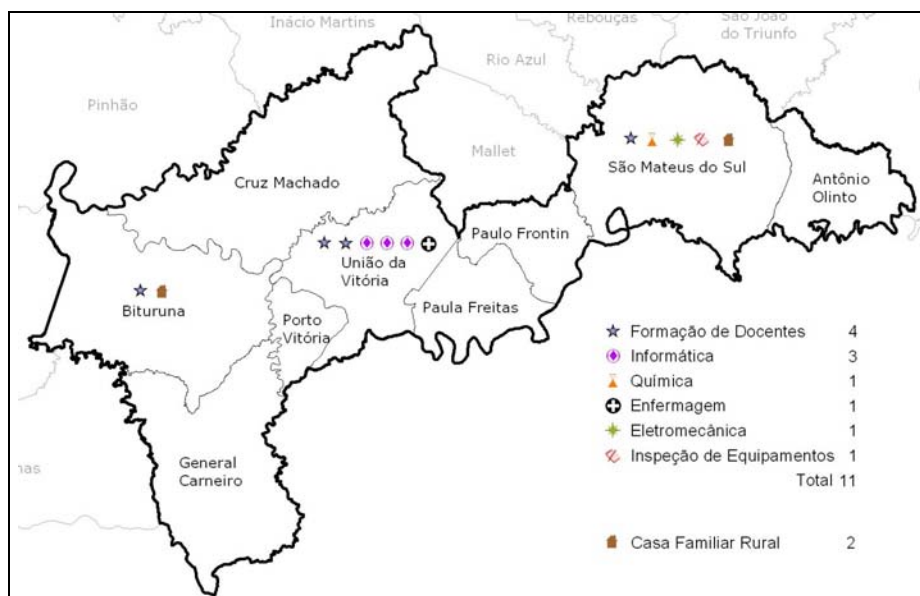 Inácio Martins
Rebouças
São João
do Triunfo
Rio Azul
Pinhão
Mallet
Cruz Machado
São Mateus do Sul
Antônio
Olinto
Paulo Frontin
União da
Vitória
Bituruna
Porto
Vitória
Paula Freitas
General
Carneiro
Formação de Docentes 4
Informática 3
Química 1
Enfermagem 1
Eletromecânica 1
Inspeção de Equipamentos 1
Total 11
Casa Familiar Rural 2